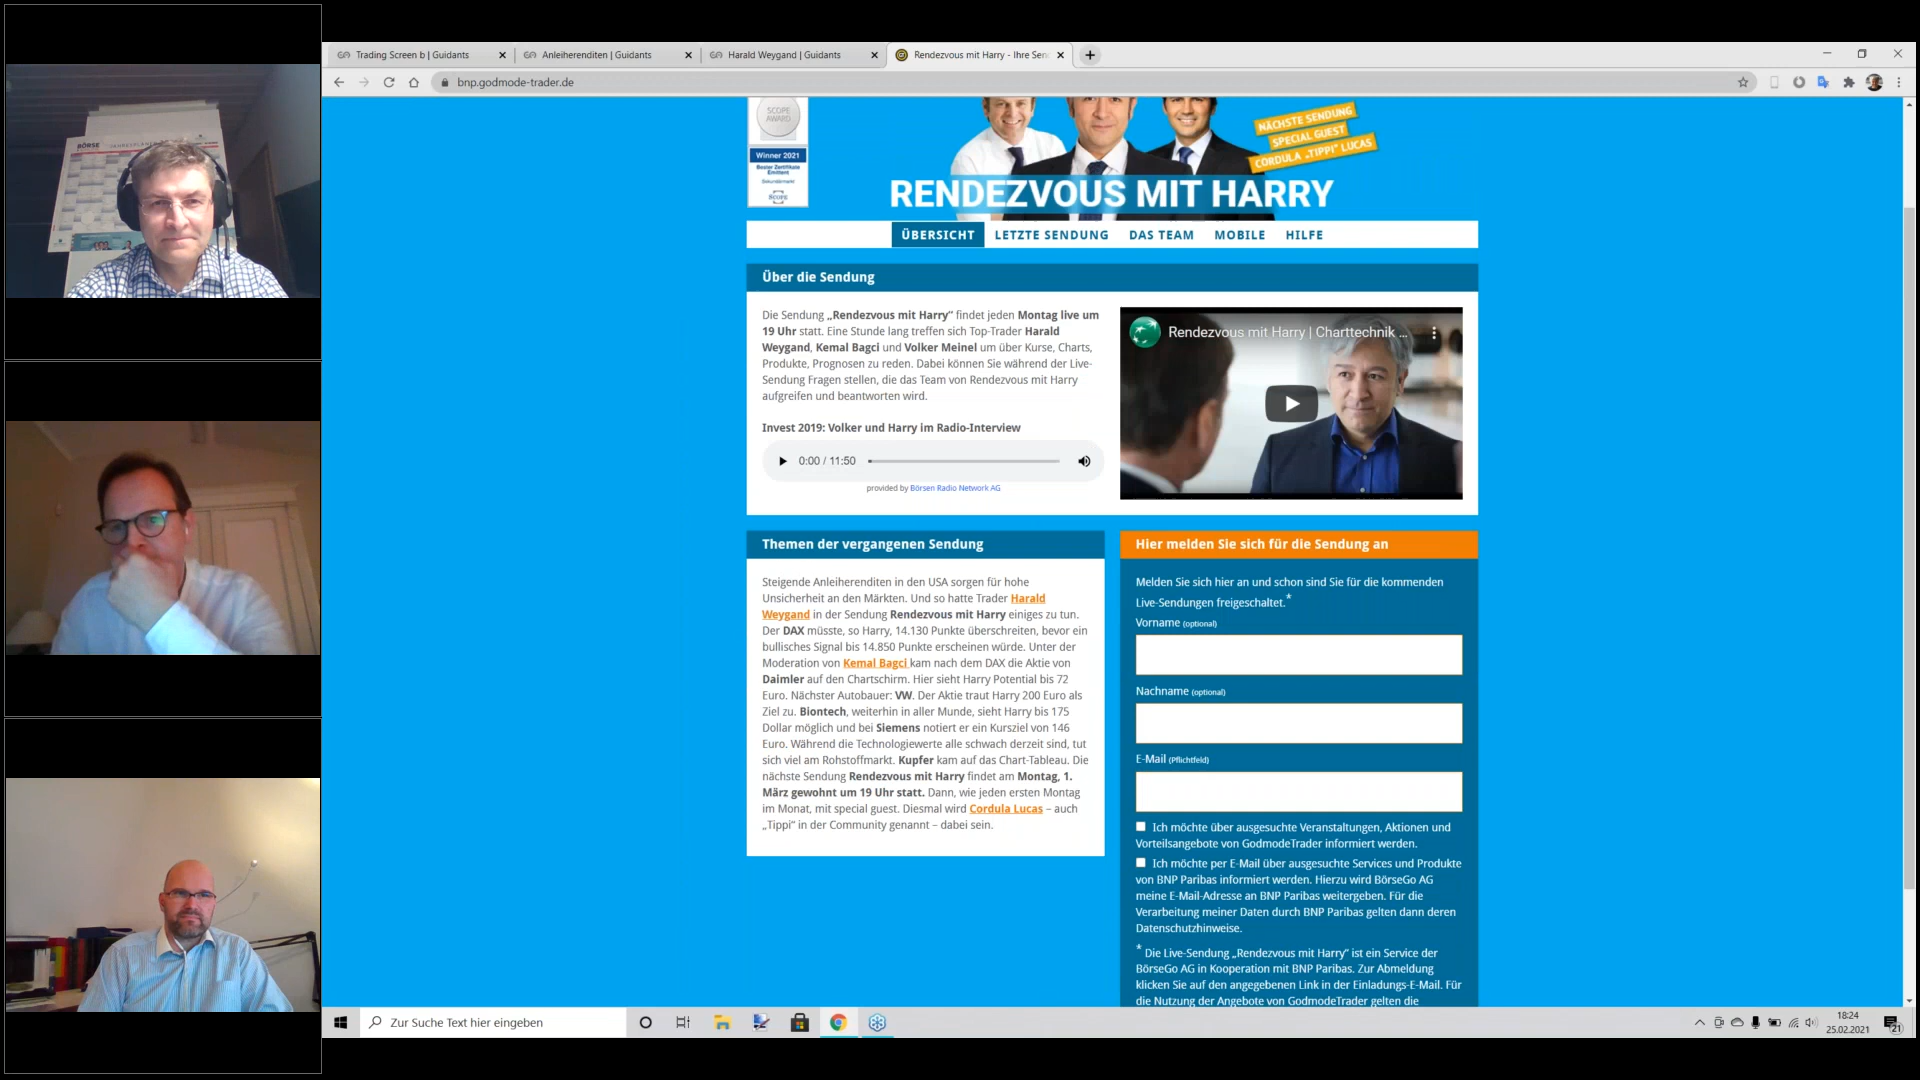 Trading Screen b | Guidants
Anleiherenditen | Guidants
Harald Weygand | Guidants
Rendezvous mit Harry - Ihre Sen
bnp.godmode-trader.de
SCOPE
AWARD
Winner 2021
Bester Zertifikate
Emittent
Sekundärmarkt
SCOPE
NÄCHSTE SENDUNG
SPECIAL GUEST
CORDULA „TIPPI" LUCAS
RENDEZVOUS MIT HARRY
ÜBERSICHT
LETZTE SENDUNG
DAS TEAM
MOBILE
HILFE
Über die Sendung
Die Sendung „Rendezvous mit Harry" findet jeden Montag live um
19 Uhr statt. Eine Stunde lang treffen sich Top-Trader Harald
Weygand, Kemal Bagci und Volker Meinel um über Kurse, Charts,
Produkte, Prognosen zu reden. Dabei können Sie während der Live-
Sendung Fragen stellen, die das Team von Rendezvous mit Harry
aufgreifen und beantworten wird.
Invest 2019: Volker und Harry im Radio-Interview
0:00 / 11:50
provided by Börsen Radio Network AG
Rendezvous mit Harry | Charttechnik ...
Themen der vergangenen Sendung
Steigende Anleiherenditen in den USA sorgen für hohe
Unsicherheit an den Märkten. Und so hatte Trader Harald
Weygand in der Sendung Rendezvous mit Harry einiges zu tun.
Der DAX müsste, so Harry, 14.130 Punkte überschreiten, bevor ein
bullisches Signal bis 14.850 Punkte erscheinen würde. Unter der
Moderation von Kemal Bagci kam nach dem DAX die Aktie von
Daimler auf den Chartschirm. Hier sieht Harry Potential bis 72
Euro. Nächster Autobauer: VW. Der Aktie traut Harry 200 Euro als
Ziel zu. Biontech, weiterhin in aller Munde, sieht Harry bis 175
Dollar möglich und bei Siemens notiert er ein Kursziel von 146
Euro. Während die Technologiewerte alle schwach derzeit sind, tut
sich viel am Rohstoffmarkt. Kupfer kam auf das Chart-Tableau. Die
nächste Sendung Rendezvous mit Harry findet am Montag, 1.
März gewohnt um 19 Uhr statt. Dann, wie jeden ersten Montag
im Monat, mit special guest. Diesmal wird Cordula Lucas – auch
„Tippi" in der Community genannt – dabei sein.
Hier melden Sie sich für die Sendung an
Melden Sie sich hier an und schon sind Sie für die kommenden
Live-Sendungen freigeschaltet.*
Vorname (optional)
Nachname (optional)
E-Mail (Pflichtfeld)
Ich möchte über ausgesuchte Veranstaltungen, Aktionen und
Vorteilsangebote von GodmodeTrader informiert werden.
Ich möchte per E-Mail über ausgesuchte Services und Produkte
von BNP Paribas informiert werden. Hierzu wird BörseGo AG
meine E-Mail-Adresse an BNP Paribas weitergeben. Für die
Verarbeitung meiner Daten durch BNP Paribas gelten dann deren
Datenschutzhinweise.
* Die Live-Sendung „Rendezvous mit Harry" ist ein Service der
BörseGo AG in Kooperation mit BNP Paribas. Zur Abmeldung
klicken Sie auf den angegebenen Link in der Einladungs-E-Mail. Für
die Nutzung der Angebote von GodmodeTrader gelten die
Zur Suche Text hier eingeben
18:24
25.02.2021
21
BÖRSE